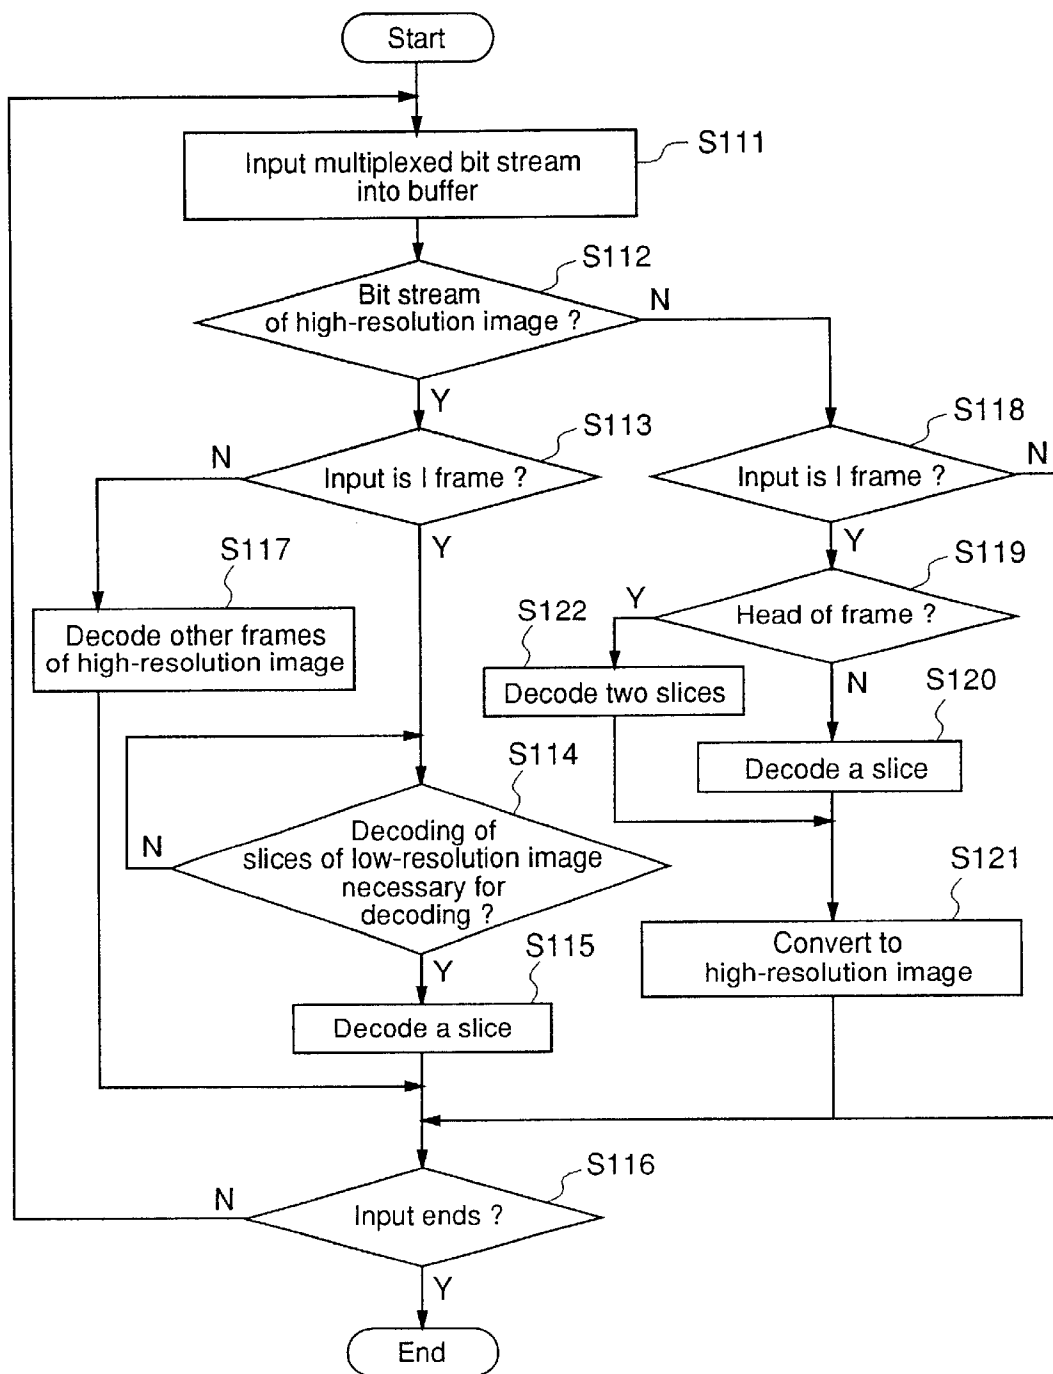 Start
S111
Input multiplexed bit stream
into buffer
S112
Bit stream
of high-resolution image ?
N
Y
S113
S118
N
Input is I frame ?
Input is I frame ?
N
Y
Y
S117
S119
Decode other frames
of high-resolution image
Y
Head of frame ?
S122
Decode two slices
N
S120
Decode a slice
S114
Decoding of
slices of low-resolution image
necessary for
decoding ?
N
S121
Convert to
high-resolution image
Y
S115
Decode a slice
S116
N
Input ends ?
Y
End